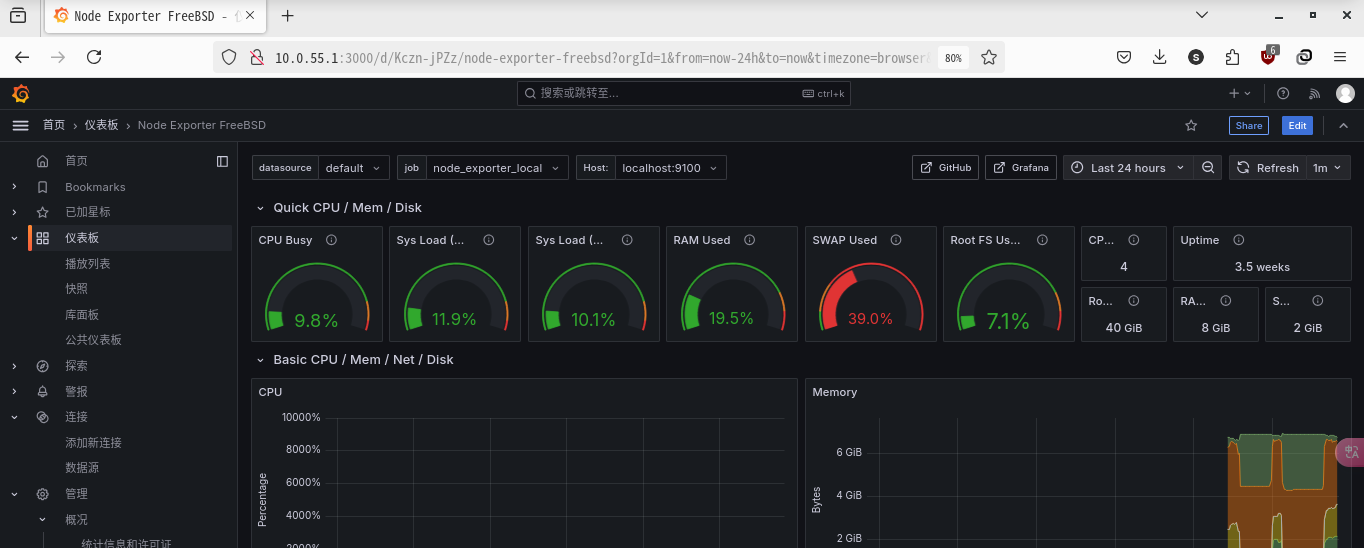 Node Exporter FreeBSD -
10.0.55.1:3000/d/Kczn-jPZz/node-exporter-freebsd?orgId=1&from=now-24h&to=now&timezone=browser&
80%
S
6
搜索或跳转至...
ctrl+k
首页 › 仪表板 › Node Exporter FreeBSD
Share
Edit
首页
Bookmarks
已加星标
仪表板
播放列表
快照
库面板
公共仪表板
探索
警报
连接
添加新连接
数据源
管理
概况
统计信息和许可证
datasource default
job node_exporter_local
Host: localhost:9100
GitHub
Grafana
Last 24 hours
Refresh 1m
Quick CPU / Mem / Disk
CPU Busy
9.8%
Sys Load (...
11.9%
Sys Load (...
10.1%
RAM Used
19.5%
SWAP Used
39.0%
Root FS Us...
7.1%
CP...
4
Uptime
3.5 weeks
Ro...
40 GiB
RA...
8 GiB
S...
2 GiB
Basic CPU / Mem / Net / Disk
CPU
10000%
8000%
6000%
4000%
2000%
Percentage
Memory
6 GiB
4 GiB
2 GiB
Bytes